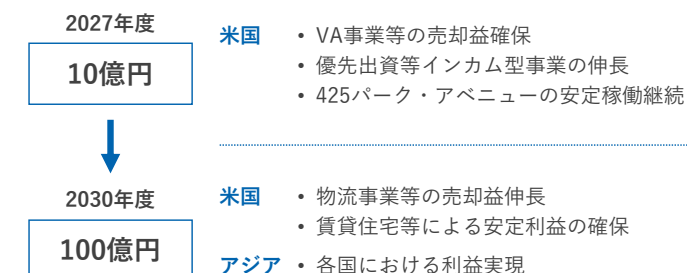 2027年度
10億円
米国
• VA事業等の売却益確保
• 優先出資等インカム型事業の伸長
• 425パーク・アベニューの安定稼働継続
2030年度
100億円
米国
• 物流事業等の売却益伸長
• 賃貸住宅等による安定利益の確保
アジア
• 各国における利益実現